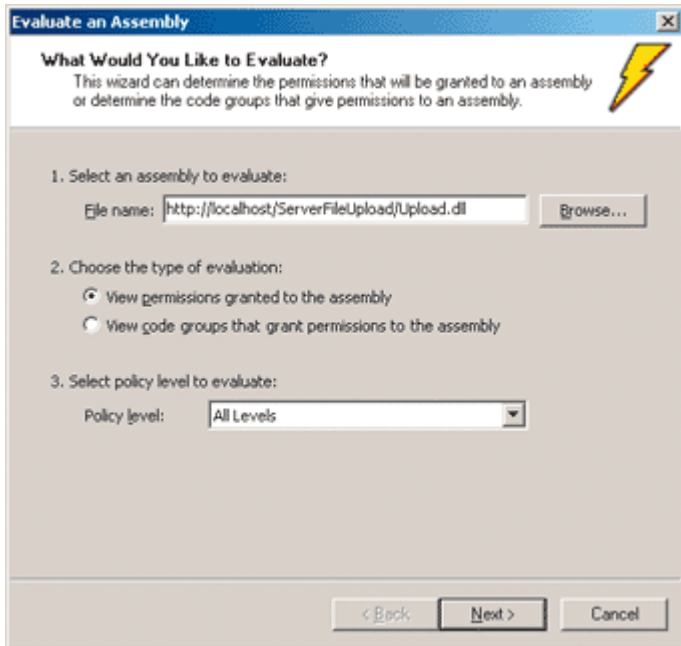 Evaluate an Assembly
What Would You Like to Evaluate?
This wizard can determine the permissions that will be granted to an assembly
or determine the code groups that give permissions to an assembly.
1. Select an assembly to evaluate:
File name: http://localhost/ServerFileUpload/Upload.dll Browse...
2. Choose the type of evaluation:
View permissions granted to the assembly
View code groups that grant permissions to the assembly
3. Select policy level to evaluate:
Policy level: All Levels
< Back Next > Cancel